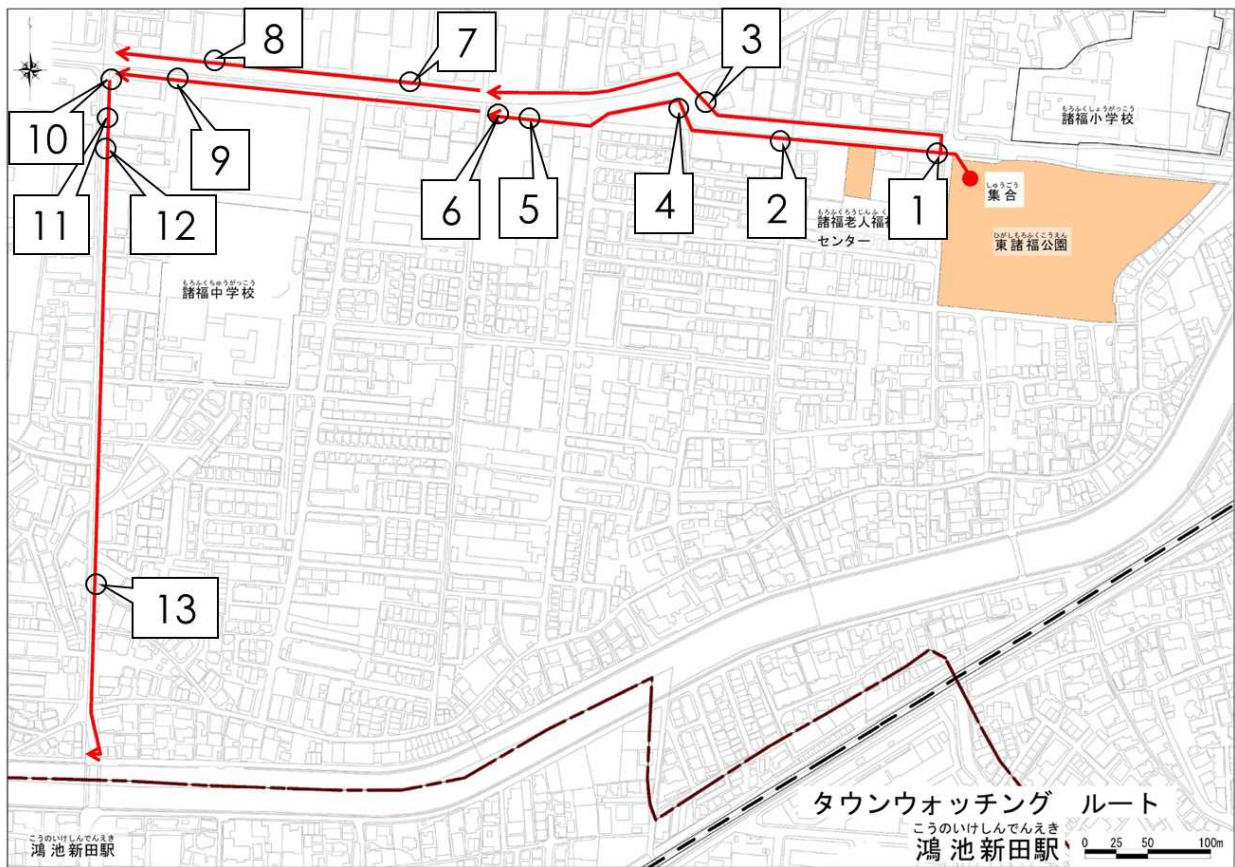 8
7
3
もろふくしょうがっこう
諸福小学校
10
9
6
5
4
2
1
しゅうごう
集合
11
12
もろふくろうじんふく
諸福老人福
センター
ひがしもろふくこうえん
東諸福公園
もろふくちゅうがっこう
諸福中学校
13
タウンウォッチング ルート
こうのいけしんでんえき
鴻池新田駅
こうのいけしんでんえき
鴻池新田駅
0 25 50 100m